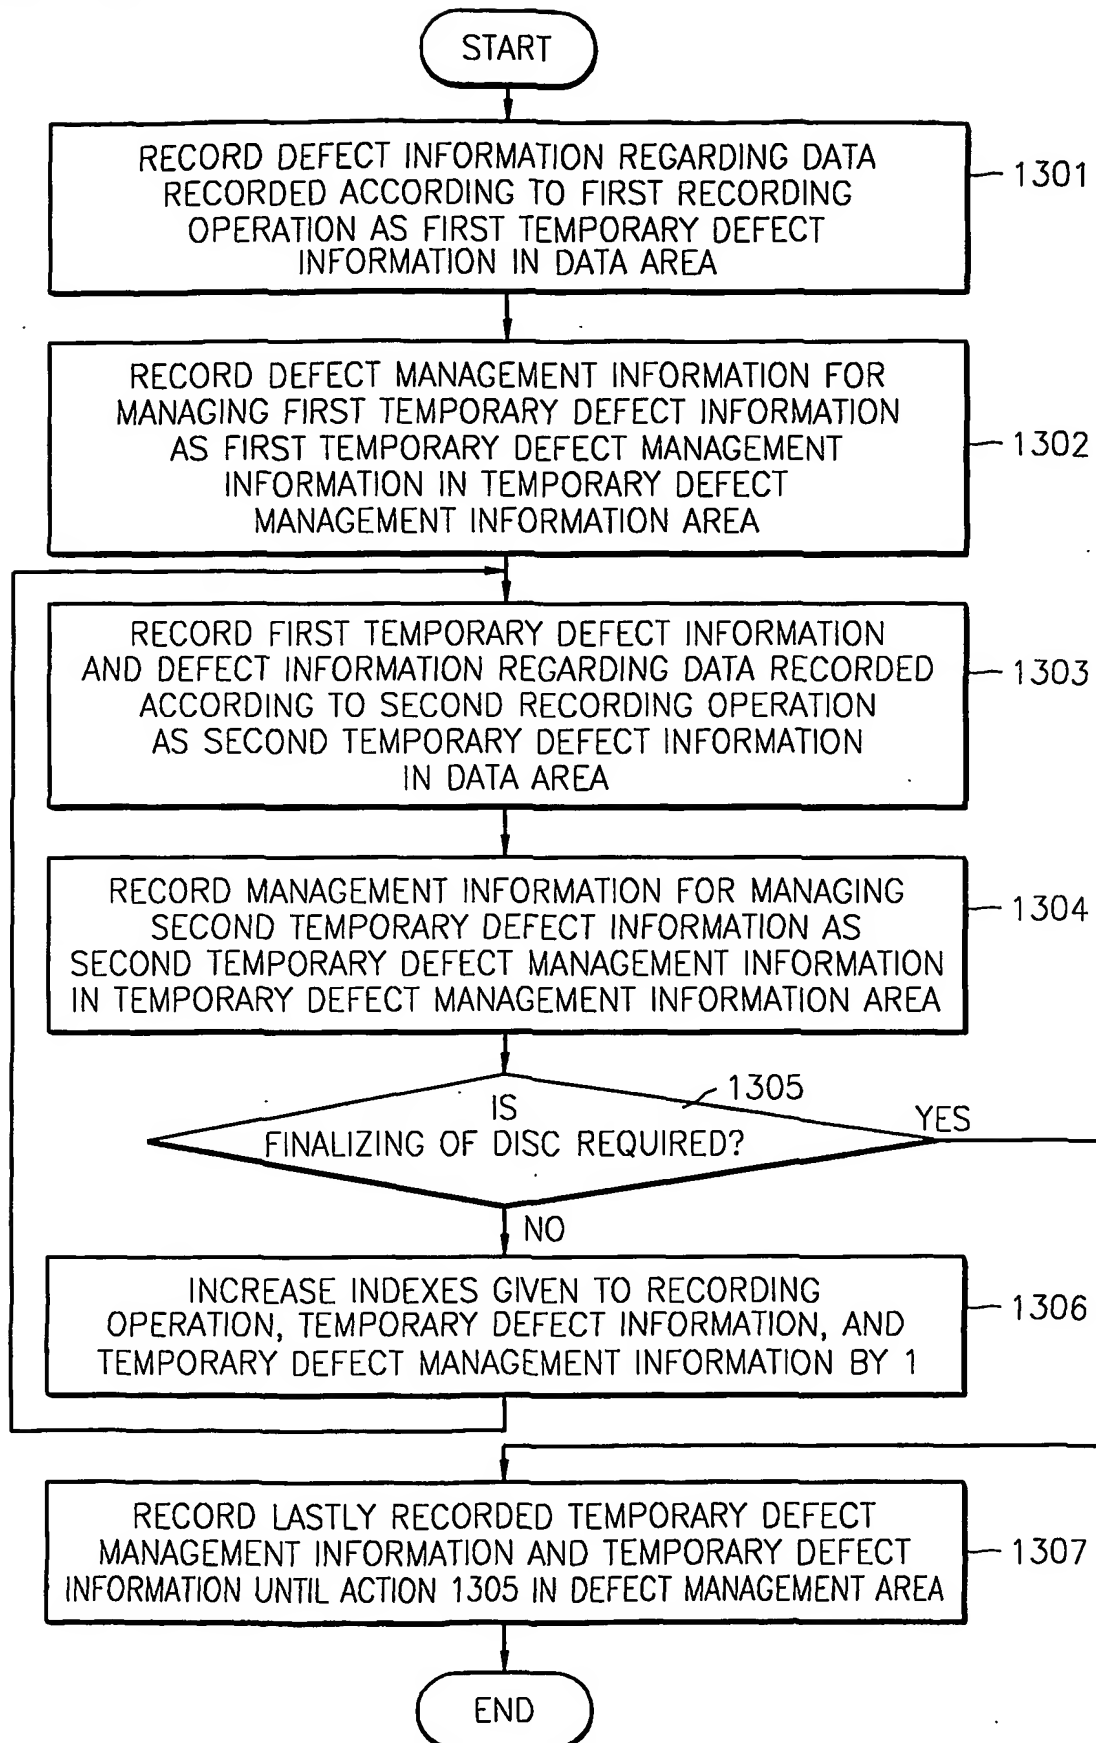 START
RECORD DEFECT INFORMATION REGARDING DATA
RECORDED ACCORDING TO FIRST RECORDING
OPERATION AS FIRST TEMPORARY DEFECT
INFORMATION IN DATA AREA
1301
RECORD DEFECT MANAGEMENT INFORMATION FOR
MANAGING FIRST TEMPORARY DEFECT INFORMATION
AS FIRST TEMPORARY DEFECT MANAGEMENT
INFORMATION IN TEMPORARY DEFECT
MANAGEMENT INFORMATION AREA
1302
RECORD FIRST TEMPORARY DEFECT INFORMATION
AND DEFECT INFORMATION REGARDING DATA RECORDED
ACCORDING TO SECOND RECORDING OPERATION
AS SECOND TEMPORARY DEFECT INFORMATION
IN DATA AREA
1303
RECORD MANAGEMENT INFORMATION FOR MANAGING
SECOND TEMPORARY DEFECT INFORMATION AS
SECOND TEMPORARY DEFECT MANAGEMENT INFORMATION
IN TEMPORARY DEFECT MANAGEMENT INFORMATION AREA
1304
IS
FINALIZING OF DISC REQUIRED?
1305
YES
NO
INCREASE INDEXES GIVEN TO RECORDING
OPERATION, TEMPORARY DEFECT INFORMATION, AND
TEMPORARY DEFECT MANAGEMENT INFORMATION BY 1
1306
RECORD LASTLY RECORDED TEMPORARY DEFECT
MANAGEMENT INFORMATION AND TEMPORARY DEFECT
INFORMATION UNTIL ACTION 1305 IN DEFECT MANAGEMENT AREA
1307
END